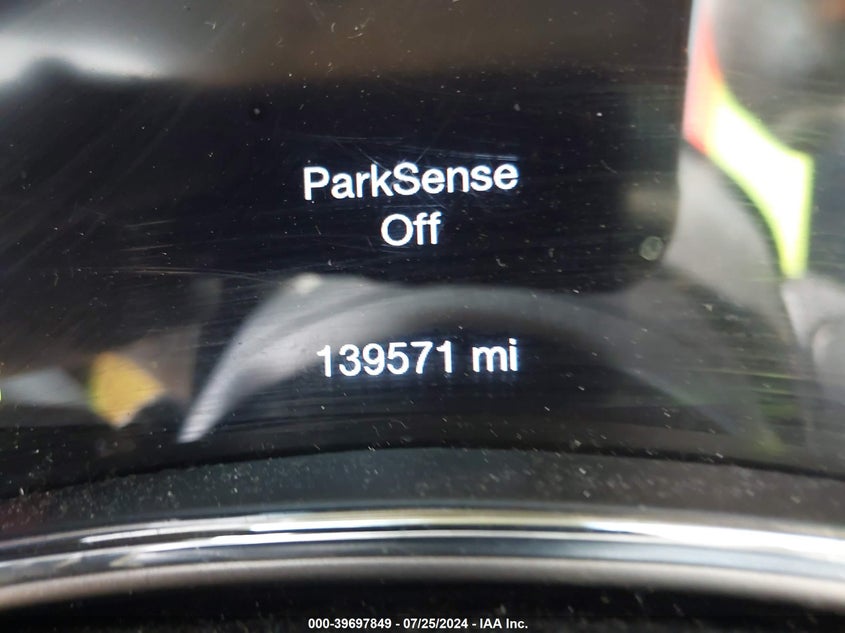 ParkSense
Off
139571 mi
000-39697849 - 07/25/2024 - IAA Inc.